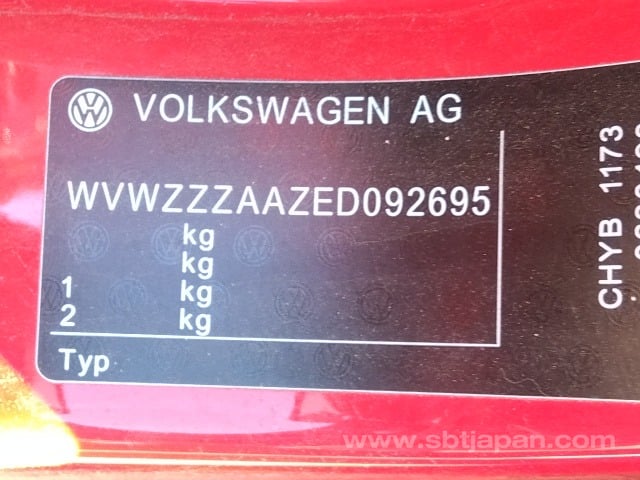 VOLKSWAGEN AG
WVWZZZAAZED092695
kg
kg
1 kg
2 kg
Typ
CHYB 1173
www.sbtjapan.com